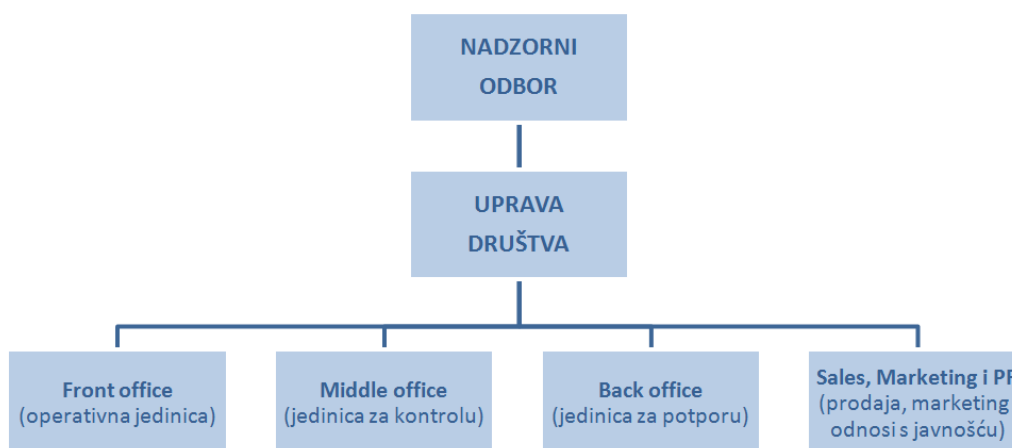 NADZORNI
ODBOR
UPRAVA
DRUŠTVA
Front office
(operativna jedinica)
Middle office
(jedinica za kontrolu)
Back office
(jedinica za potporu)
Sales, Marketing i
(prodaja, marketing
odnosi s javnošću)